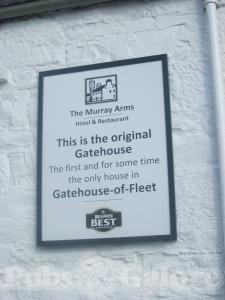 The Murray Arms
Hotel & Restaurant
This is the original
Gatehouse
The first and for some time
the only house in
Gatehouse-of-Fleet
BELHAVEN
BEST
Pubs Galore